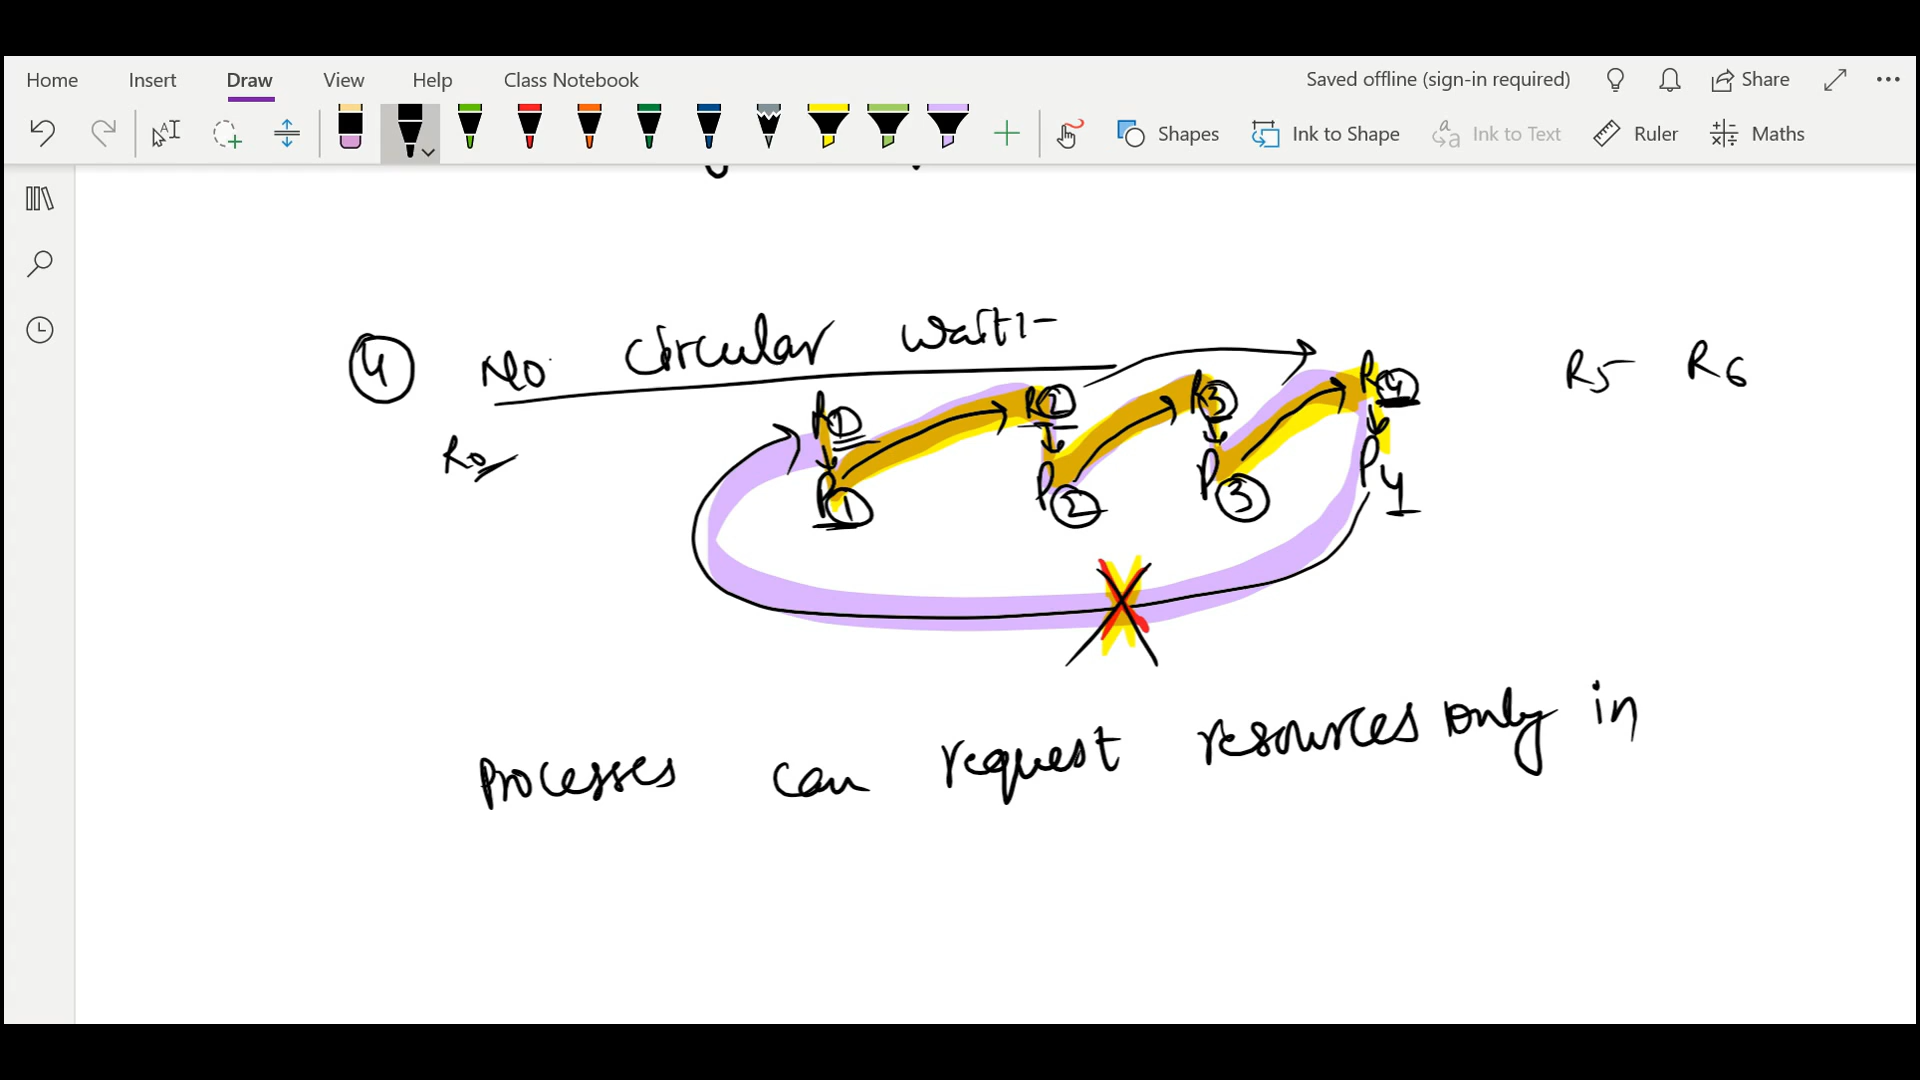 Home Insert Draw View Help Class Notebook Saved offline (sign-in required) Share
Shapes Ink to Shape Ink to Text Ruler Maths
4 No Circular wait:-
R0 R1 R2 R3 R4 R5 R6
P1 P2 P3 P4
Processes can request resources only in